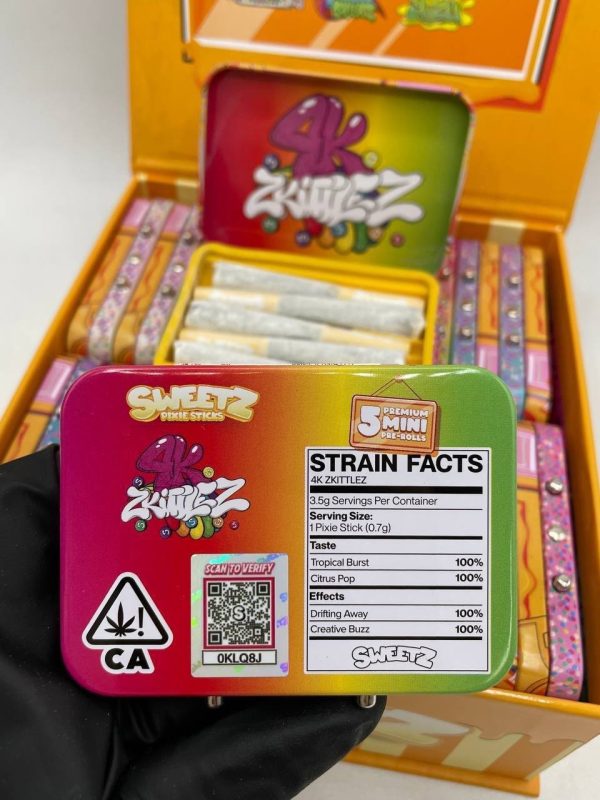 4K
ZKITTLEZ
SWEETZ
PIXIE STICKS
5 PREMIUM
MINI
PRE-ROLLS
4K
ZKITTLEZ
STRAIN FACTS
4K ZKITTLEZ
3.5g Servings Per Container
Serving Size:
1 Pixie Stick (0.7g)
Taste
Tropical Burst 100%
Citrus Pop 100%
Effects
Drifting Away 100%
Creative Buzz 100%
SWEETZ
SCAN TO VERIFY
S
0KLQ8J
!
CA